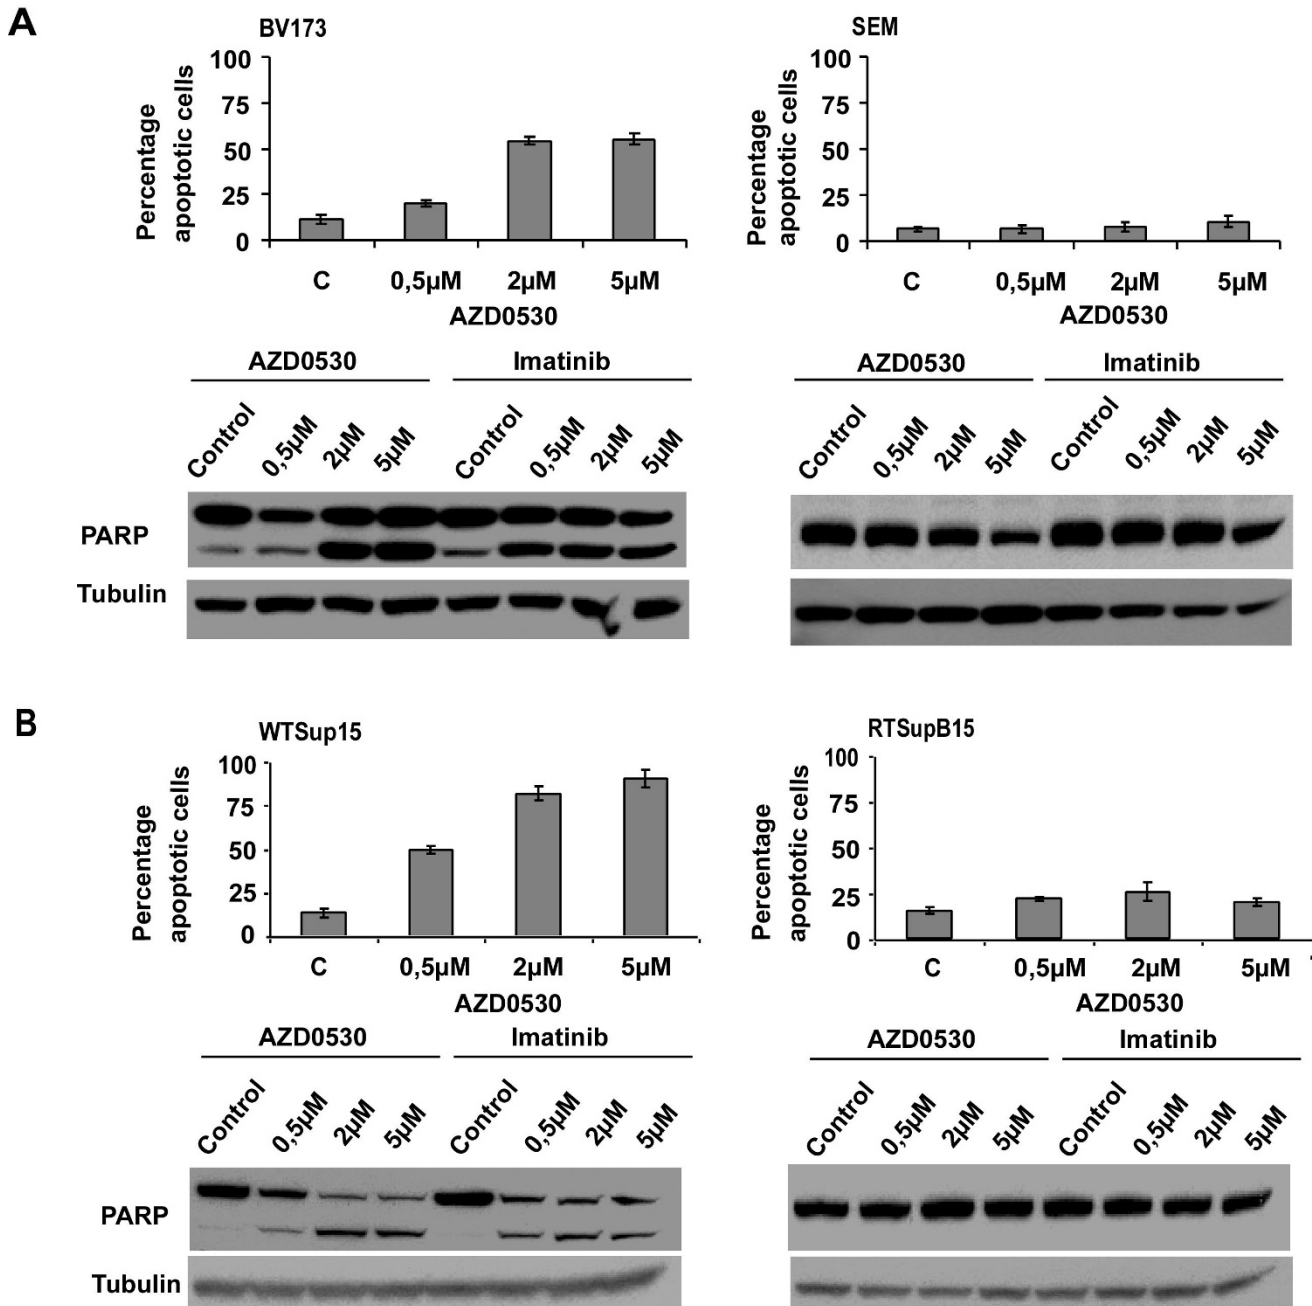 A
BV173
SEM
Percentage
apoptotic cells
100
75
50
25
0
C 0,5µM 2µM 5µM
AZD0530
Percentage
apoptotic cells
100
75
50
25
0
C 0,5µM 2µM 5µM
AZD0530
AZD0530 Imatinib
Control 0,5µM 2µM 5µM Control 0,5µM 2µM 5µM
AZD0530 Imatinib
Control 0,5µM 2µM 5µM Control 0,5µM 2µM 5µM
PARP
Tubulin
B
WTSup15
RTSupB15
Percentage
apoptotic cells
100
75
50
25
0
C 0,5µM 2µM 5µM
AZD0530
Percentage
apoptotic cells
100
75
50
25
0
C 0,5µM 2µM 5µM
AZD0530
AZD0530 Imatinib
Control 0,5µM 2µM 5µM Control 0,5µM 2µM 5µM
AZD0530 Imatinib
Control 0,5µM 2µM 5µM Control 0,5µM 2µM 5µM
PARP
Tubulin